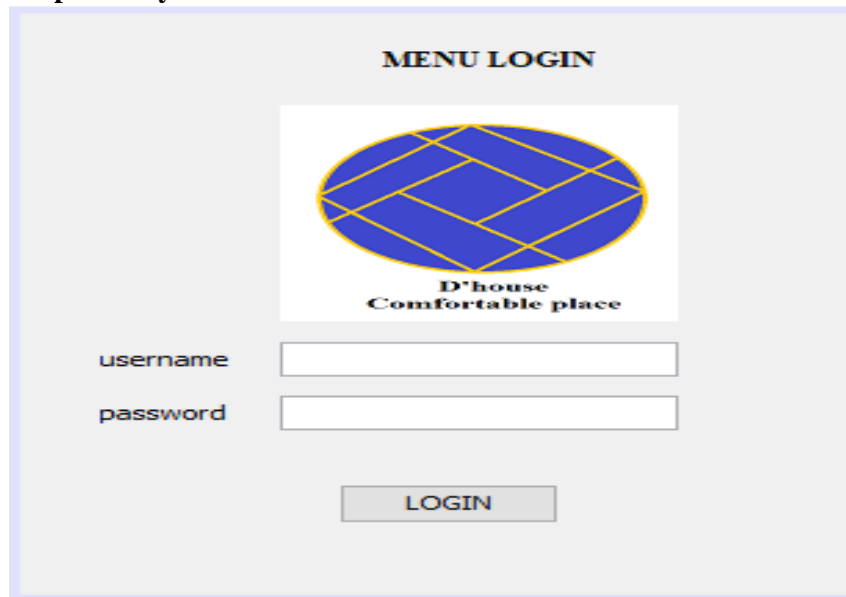 MENU LOGIN
D'house
Comfortable place
username
password
LOGIN